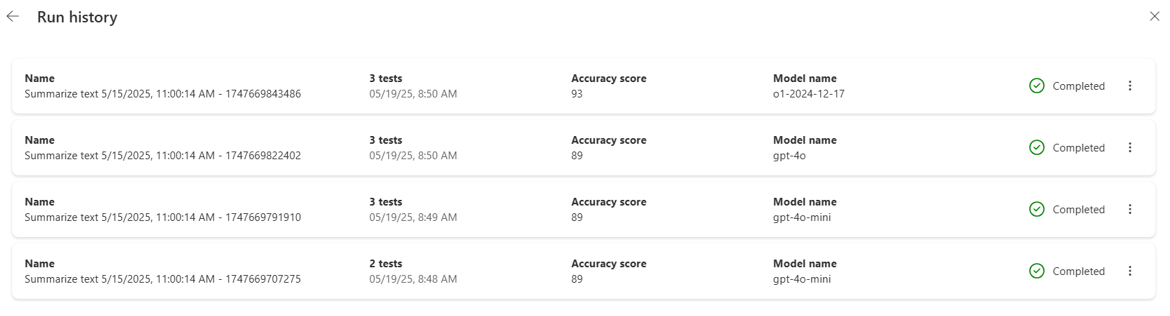 Run history
Name 3 tests Accuracy score Model name
Summarize text 5/15/2025, 11:00:14 AM - 1747669843486 05/19/25, 8:50 AM 93 o1-2024-12-17 Completed
Name 3 tests Accuracy score Model name
Summarize text 5/15/2025, 11:00:14 AM - 1747669822402 05/19/25, 8:50 AM 89 gpt-4o Completed
Name 3 tests Accuracy score Model name
Summarize text 5/15/2025, 11:00:14 AM - 1747669791910 05/19/25, 8:49 AM 89 gpt-4o-mini Completed
Name 2 tests Accuracy score Model name
Summarize text 5/15/2025, 11:00:14 AM - 1747669707275 05/19/25, 8:48 AM 89 gpt-4o-mini Completed